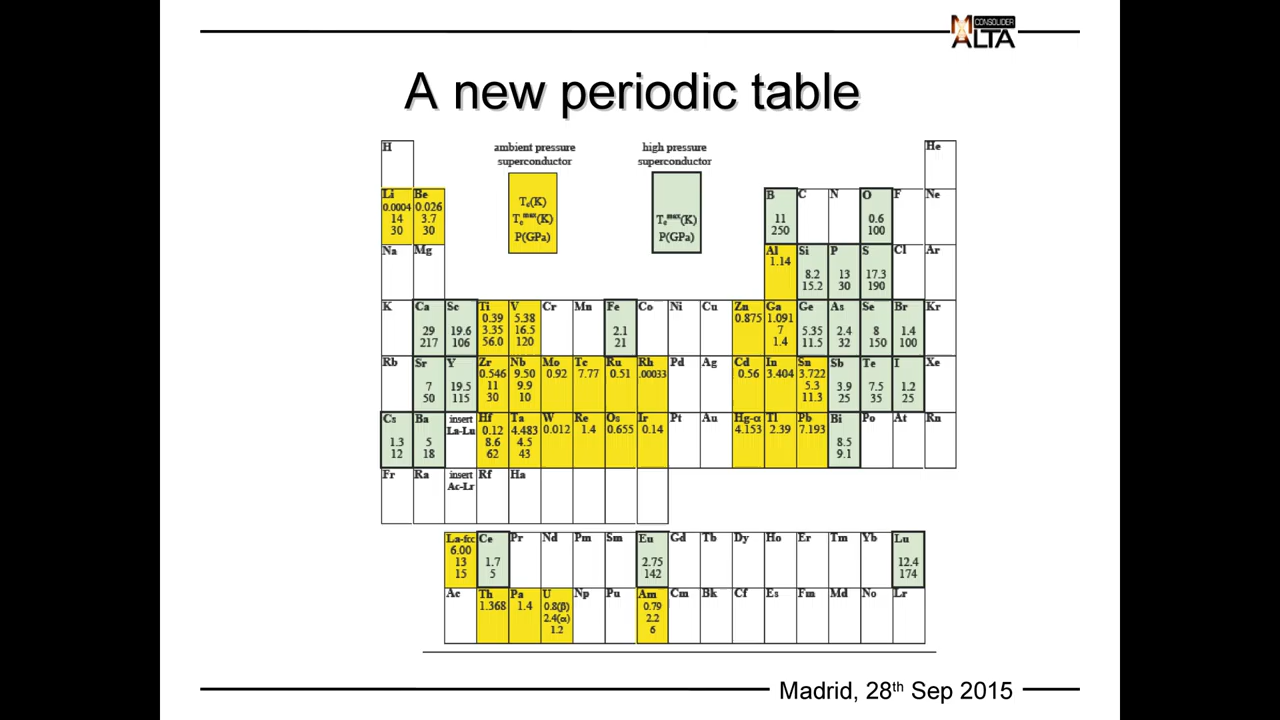 CONSOLIDER
MALTA
A new periodic table
H He
ambient pressure
superconductor
Tc(K)
Tcmax(K)
P(GPa)
high pressure
superconductor
Tcmax(K)
P(GPa)
Li Be B C N O F Ne
0.0004 0.026
14 3.7 11 0.6
30 30 250 100
Na Mg Al Si P S Cl Ar
1.14
8.2 13 17.3
15.2 30 190
K Ca Sc Ti V Cr Mn Fe Co Ni Cu Zn Ga Ge As Se Br Kr
0.39 5.38 0.875 1.091
29 19.6 3.35 16.5 2.1 7 5.35 2.4 8 1.4
217 106 56.0 120 21 1.4 11.5 32 150 100
Rb Sr Y Zr Nb Mo Tc Ru Rh Pd Ag Cd In Sn Sb Te I Xe
0.546 9.50 0.92 7.77 0.51 .00033 0.56 3.404 3.722
7 19.5 11 9.9 5.3 3.9 7.5 1.2
50 115 30 10 11.3 25 35 25
Cs Ba insert Hf Ta W Re Os Ir Pt Au Hg-α Tl Pb Bi Po At Rn
La-Lu 0.12 4.483 0.012 1.4 0.655 0.14 4.153 2.39 7.193
1.3 5 8.6 4.5 8.5
12 18 62 43 9.1
Fr Ra insert Rf Ha
Ac-Lr
La-fcc Ce Pr Nd Pm Sm Eu Gd Tb Dy Ho Er Tm Yb Lu
6.00
13 1.7 2.75 12.4
15 5 142 174
Ac Th Pa U Np Pu Am Cm Bk Cf Es Fm Md No Lr
1.368 1.4 0.8(β) 0.79
2.4(α) 2.2
1.2 6
Madrid, 28th Sep 2015